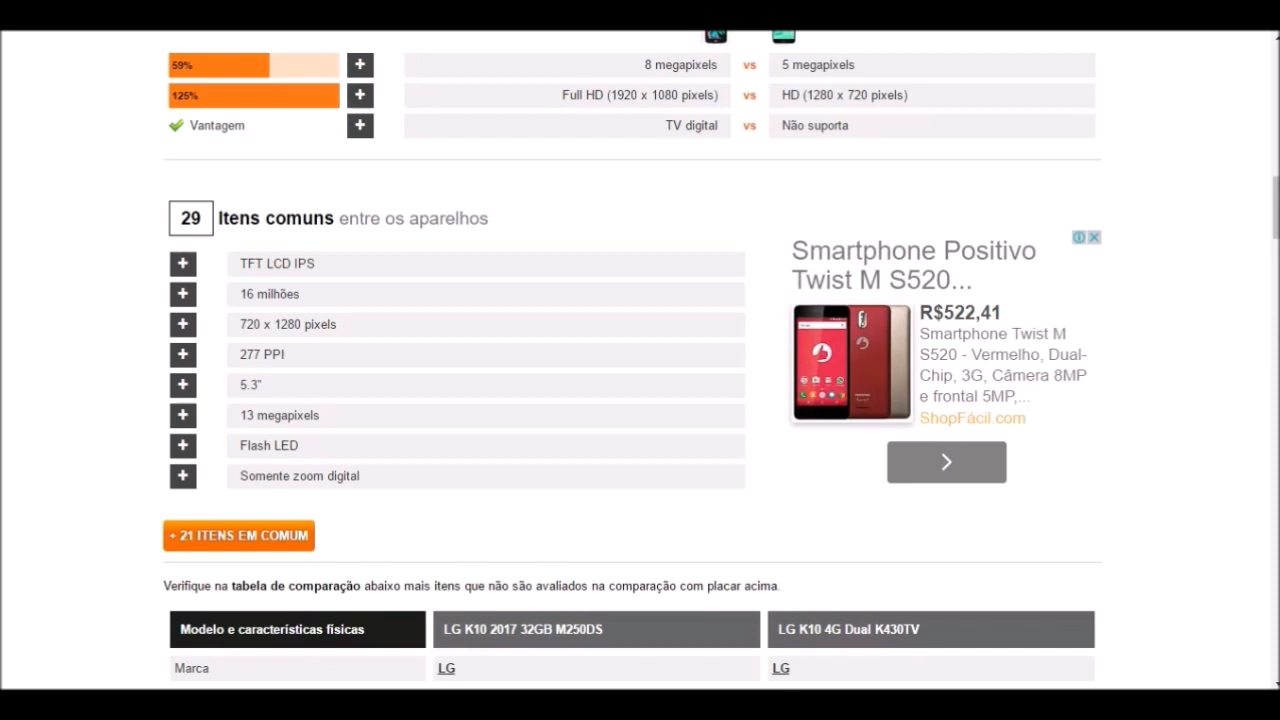 59%
+
8 megapixels vs 5 megapixels
125%
+
Full HD (1920 x 1080 pixels) vs HD (1280 x 720 pixels)
Vantagem
+
TV digital vs Não suporta
29 Itens comuns entre os aparelhos
+ TFT LCD IPS
+ 16 milhões
+ 720 x 1280 pixels
+ 277 PPI
+ 5.3"
+ 13 megapixels
+ Flash LED
+ Somente zoom digital
Smartphone Positivo
Twist M S520...
R$522,41
Smartphone Twist M
S520 - Vermelho, Dual-
Chip, 3G, Câmera 8MP
e frontal 5MP,...
ShopFácil.com
+ 21 ITENS EM COMUM
Verifique na tabela de comparação abaixo mais itens que não são avaliados na comparação com placar acima.
Modelo e características físicas LG K10 2017 32GB M250DS LG K10 4G Dual K430TV
Marca LG LG